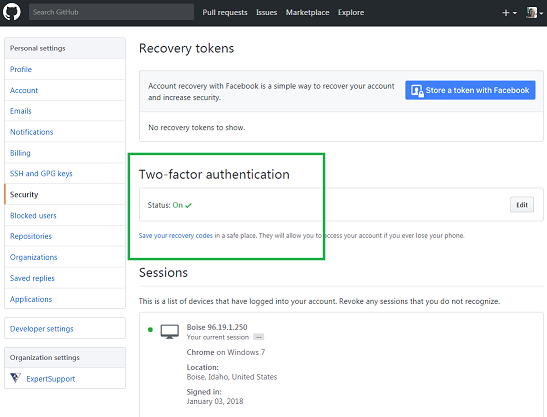 Search GitHub
Pull requests Issues Marketplace Explore
Personal settings
Profile
Account
Emails
Notifications
Billing
SSH and GPG keys
Security
Blocked users
Repositories
Organizations
Saved replies
Applications
Developer settings
Organization settings
ExpertSupport
Recovery tokens
Account recovery with Facebook is a simple way to recover your account
and increase security.
Store a token with Facebook
No recovery tokens to show.
Two-factor authentication
Status: On
Edit
Save your recovery codes in a safe place. They will allow you to access your account if you ever lose your phone.
Sessions
This is a list of devices that have logged into your account. Revoke any sessions that you do not recognize.
Boise 96.19.1.250
Your current session
Chrome on Windows 7
Location:
Boise, Idaho, United States
Signed in:
January 03, 2018